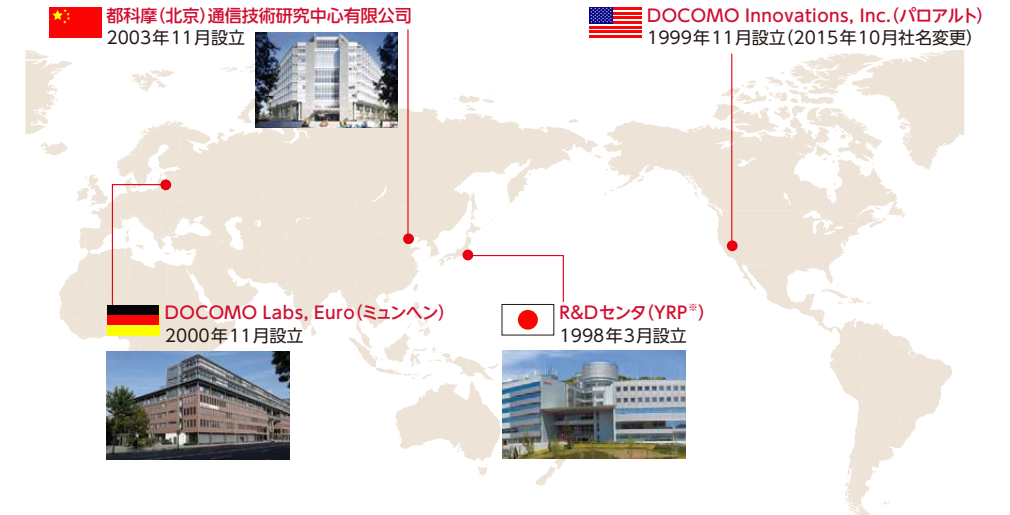 都科摩(北京)通信技術研究中心有限公司
2003年11月設立
DOCOMO Innovations, Inc.(パロアルト)
1999年11月設立(2015年10月社名変更)
DOCOMO Labs, Euro(ミュンヘン)
2000年11月設立
R&Dセンタ(YRP※)
1998年3月設立